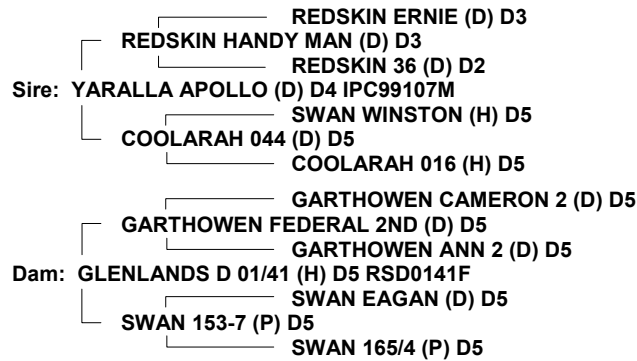 REDSKIN ERNIE (D) D3
REDSKIN HANDY MAN (D) D3
REDSKIN 36 (D) D2
Sire: YARALLA APOLLO (D) D4 IPC99107M
SWAN WINSTON (H) D5
COOLARAH 044 (D) D5
COOLARAH 016 (H) D5
GARTHOWEN CAMERON 2 (D) D5
GARTHOWEN FEDERAL 2ND (D) D5
GARTHOWEN ANN 2 (D) D5
Dam: GLENLANDS D 01/41 (H) D5 RSD0141F
SWAN EAGAN (D) D5
SWAN 153-7 (P) D5
SWAN 165/4 (P) D5